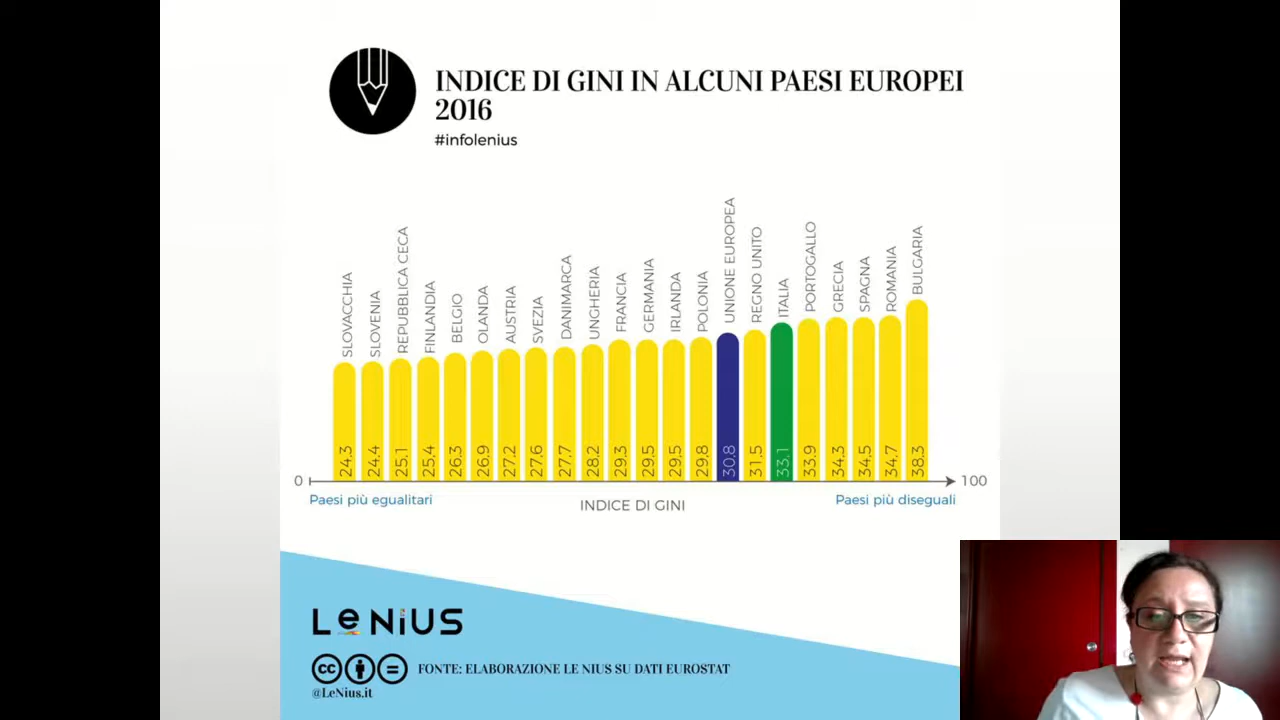 INDICE DI GINI IN ALCUNI PAESI EUROPEI
2016
#infolenius
SLOVACCHIA
SLOVENIA
REPUBBLICA CECA
FINLANDIA
BELGIO
OLANDA
AUSTRIA
SVEZIA
DANIMARCA
UNGHERIA
FRANCIA
GERMANIA
IRLANDA
POLONIA
UNIONE EUROPEA
REGNO UNITO
ITALIA
PORTOGALLO
GRECIA
SPAGNA
ROMANIA
BULGARIA
24.3
24.4
25.1
25.4
26.3
26.9
27.2
27.6
27.7
28.2
29.3
29.5
29.5
29.8
30.8
31.5
33.1
33.9
34.3
34.5
34.7
38.3
0
100
Paesi più egualitari
INDICE DI GINI
Paesi più diseguali
LeNiUS
cc
FONTE: ELABORAZIONE LE NIUS SU DATI EUROSTAT
@LeNius.it